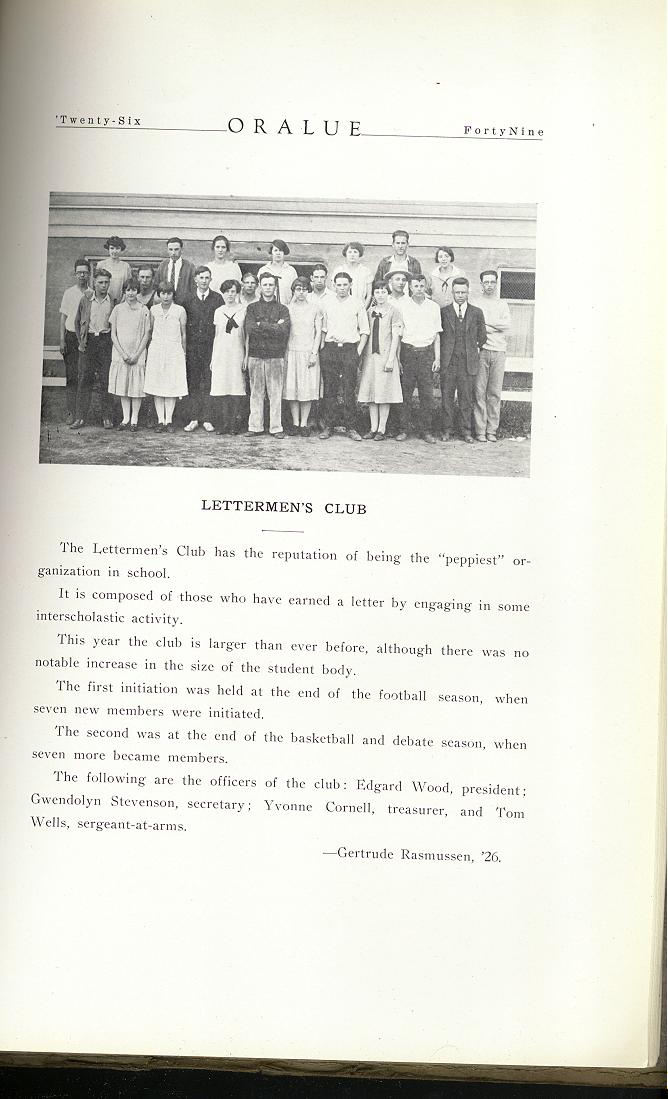 'Twenty-Six ORALUE FortyNine
LETTERMEN'S CLUB
The Lettermen's Club has the reputation of being the "peppiest" or-
ganization in school.
It is composed of those who have earned a letter by engaging in some
interscholastic activity.
This year the club is larger than ever before, although there was no
notable increase in the size of the student body.
The first initiation was held at the end of the football season, when
seven new members were initiated.
The second was at the end of the basketball and debate season, when
seven more became members.
The following are the officers of the club: Edgard Wood, president;
Gwendolyn Stevenson, secretary; Yvonne Cornell, treasurer, and Tom
Wells, sergeant-at-arms.
—Gertrude Rasmussen, '26.